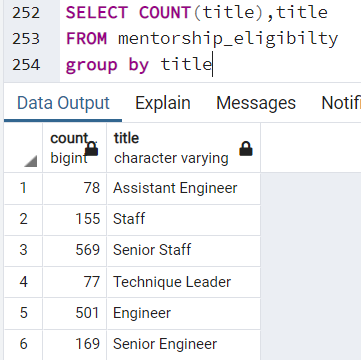 252 SELECT COUNT(title),title
253 FROM mentorship_eligibilty
254 group by title
Data Output Explain Messages Notifi
count title
bigint character varying
1 78 Assistant Engineer
2 155 Staff
3 569 Senior Staff
4 77 Technique Leader
5 501 Engineer
6 169 Senior Engineer